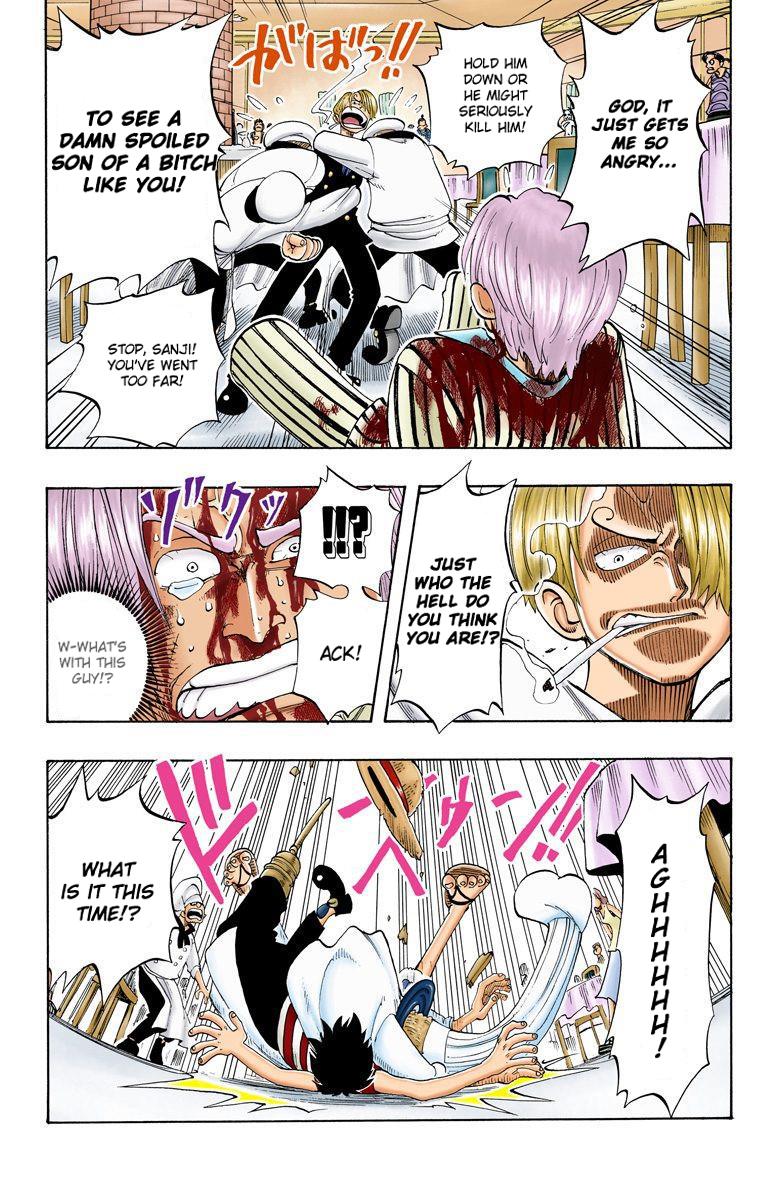 GOD, IT
JUST GETS
ME SO
ANGRY...
HOLD HIM
DOWN OR
HE MIGHT
SERIOUSLY
KILL HIM!
がばっ!!
TO SEE A
DAMN SPOILED
SON OF A BITCH
LIKE YOU!
STOP, SANJI!
YOU'VE WENT
TOO FAR!
JUST
WHO THE
HELL DO
YOU THINK
YOU ARE!?
!!!?
ACK!
ゾクッ
W-WHAT'S
WITH THIS
GUY!?
ドーーん!!
AGHHHHHH!
WHAT
IS IT THIS
TIME!?